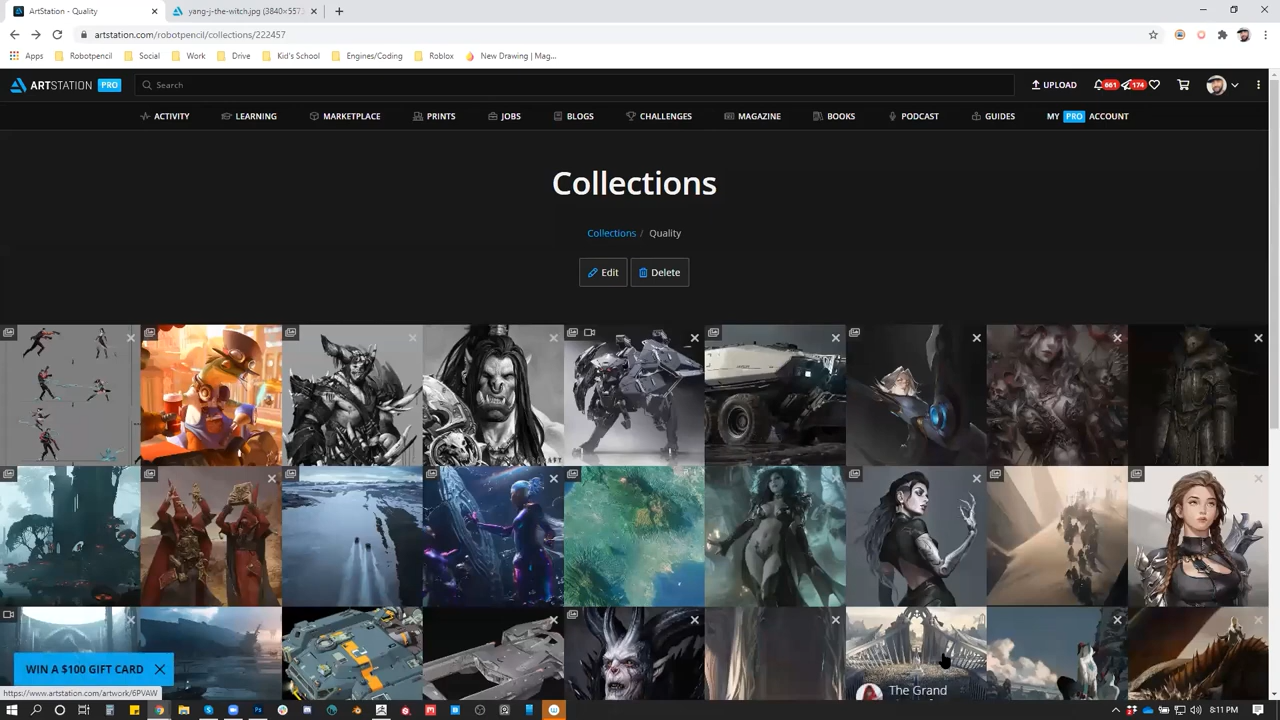 ArtStation - Quality
yang-j-the-witch.jpg (3840×557
artstation.com/robotpencil/collections/222457
Apps Robotpencil Social Work Drive Kid's School Engines/Coding Roblox New Drawing | Mag...
ARTSTATION PRO Search UPLOAD 661 174
ACTIVITY LEARNING MARKETPLACE PRINTS JOBS BLOGS CHALLENGES MAGAZINE BOOKS PODCAST GUIDES MY PRO ACCOUNT
Collections
Collections / Quality
Edit Delete
WIN A $100 GIFT CARD
The Grand
https://www.artstation.com/artwork/6PVAW
8:11 PM